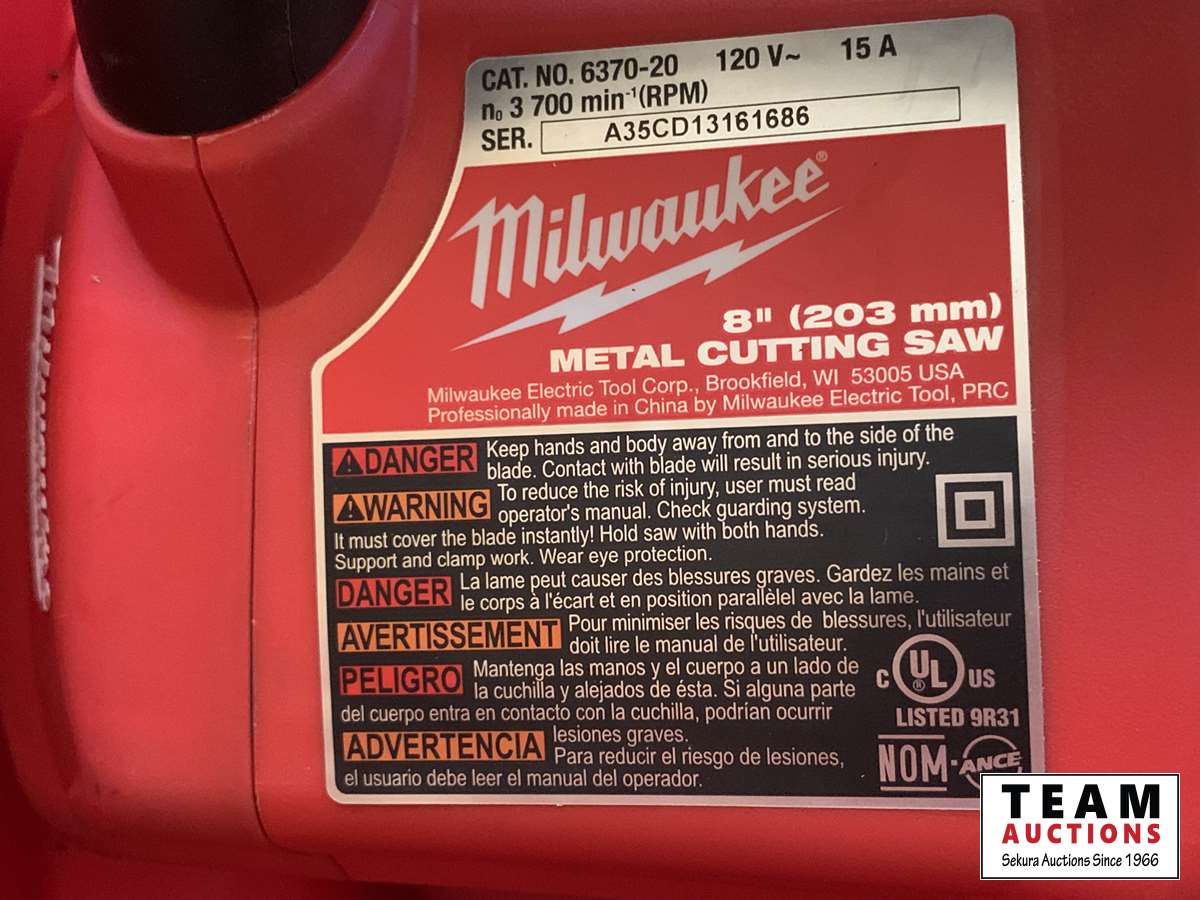 CAT. NO. 6370-20 120 V~ 15 A
n₀ 3 700 min⁻¹(RPM)
SER. A35CD13161686
Milwaukee®
8" (203 mm)
METAL CUTTING SAW
Milwaukee Electric Tool Corp., Brookfield, WI 53005 USA
Professionally made in China by Milwaukee Electric Tool, PRC
DANGER Keep hands and body away from and to the side of the
blade. Contact with blade will result in serious injury.
WARNING To reduce the risk of injury, user must read
operator's manual. Check guarding system.
It must cover the blade instantly! Hold saw with both hands.
Support and clamp work. Wear eye protection.
DANGER La lame peut causer des blessures graves. Gardez les mains et
le corps à l'écart et en position parallèlel avec la lame.
AVERTISSEMENT Pour minimiser les risques de blessures, l'utilisateur
doit lire le manual de l'utilisateur.
PELIGRO Mantenga las manos y el cuerpo a un lado de
la cuchilla y alejados de ésta. Si alguna parte
del cuerpo entra en contacto con la cuchilla, podrían ocurrir
lesiones graves.
ADVERTENCIA Para reducir el riesgo de lesiones,
el usuario debe leer el manual del operador.
C UL® US
LISTED 9R31
NOM-ANCE
TEAM
AUCTIONS
Sekura Auctions Since 1966